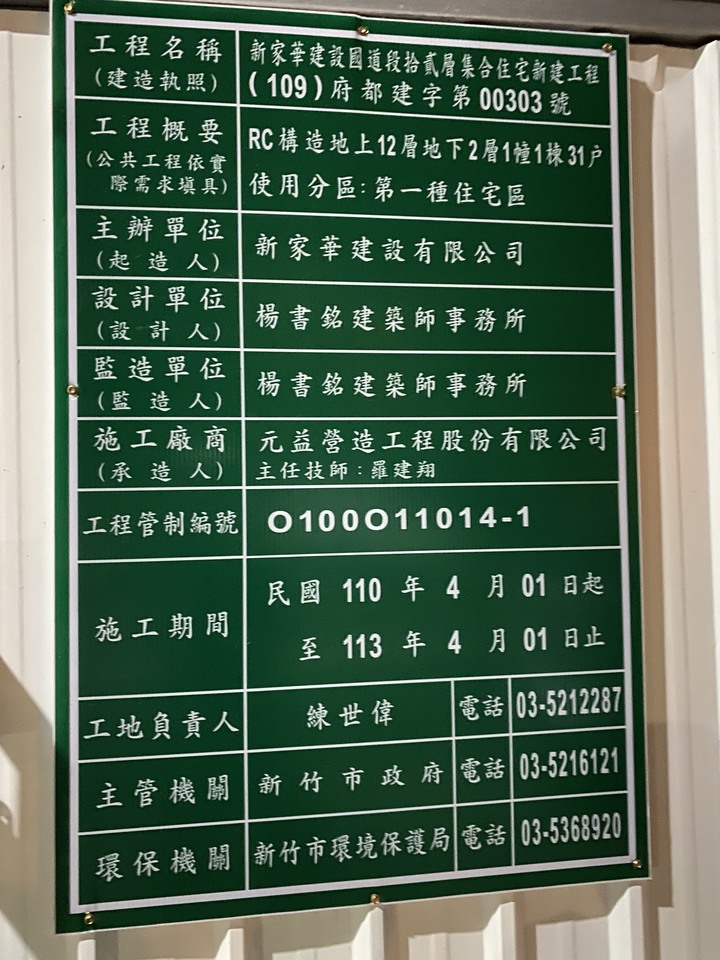 工程名稱
(建造執照)
新家華建設國道段拾貳層集合住宅新建工程
(109)府都建字第00303號
工程概要
(公共工程依實
際需求填具)
RC構造地上12層地下2層1幢1棟31户
使用分區:第一種住宅區
主辦單位
(起造人)
新家華建設有限公司
設計單位
(設計人)
楊書銘建築師事務所
監造單位
(監造人)
楊書銘建築師事務所
施工廠商
(承造人)
元益營造工程股份有限公司
主任技師:羅建翔
工程管制編號
O100O11014-1
施工期間
民國 110 年 4 月 01 日起
至 113 年 4 月 01 日止
工地負責人 練世偉 電話 03-5212287
主管機關 新竹市政府 電話 03-5216121
環保機關 新竹市環境保護局 電話 03-5368920